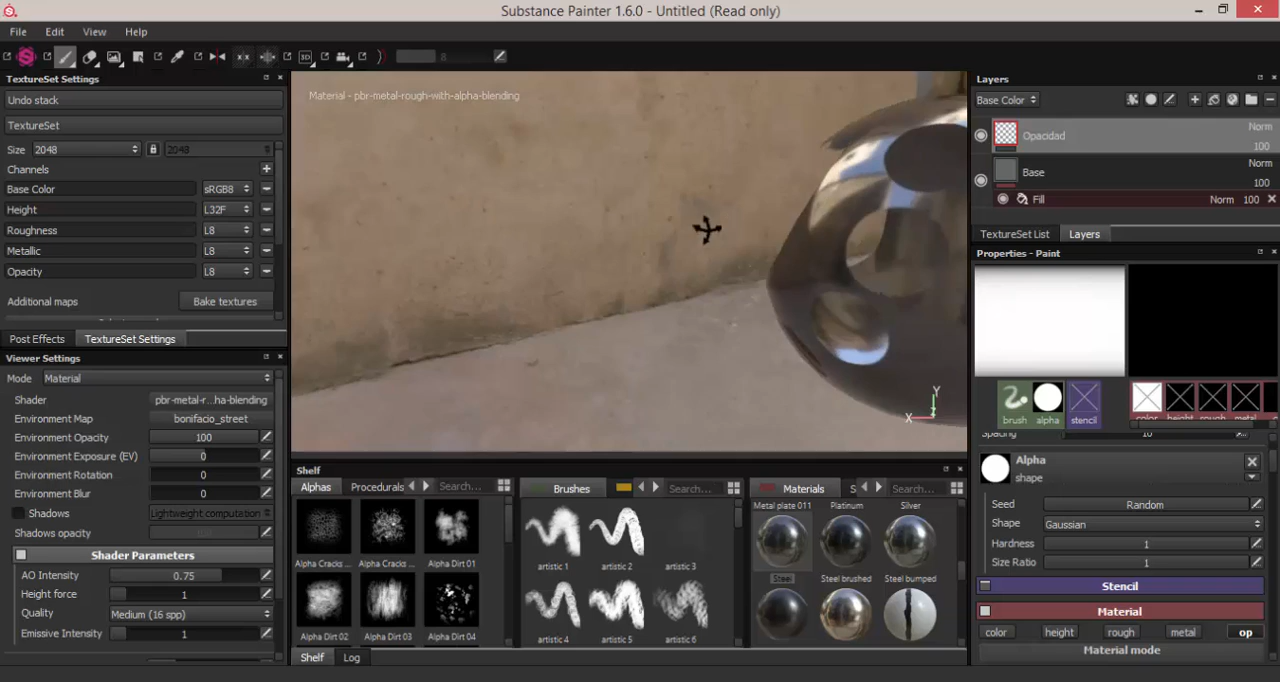 Substance Painter 1.6.0 - Untitled (Read only)
File Edit View Help
3D 8
TextureSet Settings
Undo stack
TextureSet
Size 2048 2048
Channels
Base Color sRGB8
Height L32F
Roughness L8
Metallic L8
Opacity L8
Additional maps Bake textures
Post Effects TextureSet Settings
Viewer Settings
Mode Material
Shader pbr-metal-r...ha-blending
Environment Map bonifacio_street
Environment Opacity 100
Environment Exposure (EV) 0
Environment Rotation 0
Environment Blur 0
Shadows Lightweight computation
Shadows opacity
Shader Parameters
AO Intensity 0.75
Height force 1
Quality Medium (16 spp)
Emissive Intensity 1
Material - pbr-metal-rough-with-alpha-blending
Y
X
Shelf
Alphas Procedurals Search...
Alpha Cracks ... Alpha Cracks ... Alpha Dirt 01
Alpha Dirt 02 Alpha Dirt 03 Alpha Dirt 04
Brushes Search...
artistic 1 artistic 2 artistic 3
artistic 4 artistic 5 artistic 6
Materials S Search...
Metal plate 011 Platinum Silver
Steel Steel brushed Steel bumped
Shelf Log
Layers
Base Color
Opacidad Norm
100
Base Norm
100
Fill Norm 100
TextureSet List Layers
Properties - Paint
brush alpha stencil color height rough metal
Spacing 10
Alpha
shape
Seed Random
Shape Gaussian
Hardness 1
Size Ratio 1
Stencil
Material
color height rough metal op
Material mode